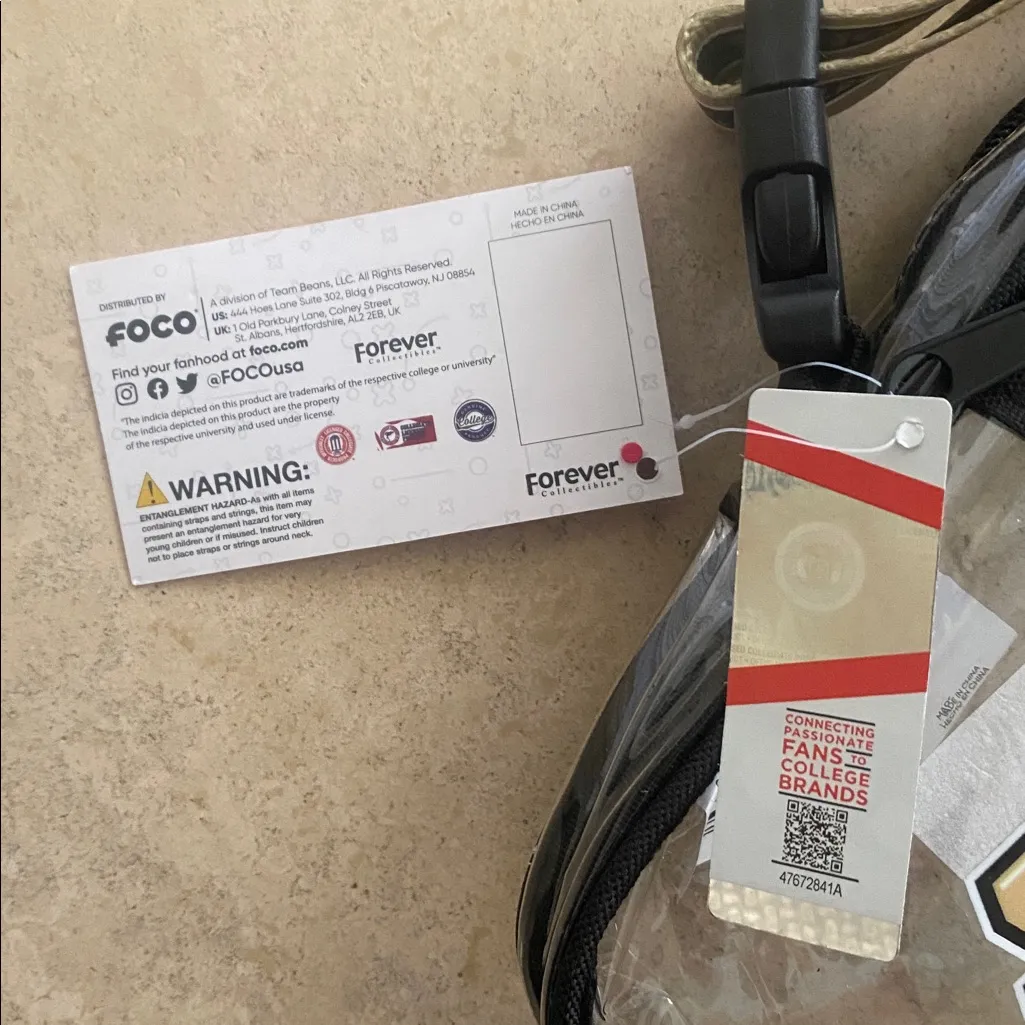 MADE IN CHINA
HECHO EN CHINA
DISTRIBUTED BY
FOCO
A division of Team Beans, LLC. All Rights Reserved.
US: 444 Hoes Lane Suite 302, Bldg 6 Piscataway, NJ 08854
UK: 1 Old Parkbury Lane, Colney Street
St. Albans, Hertfordshire, AL2 2EB, UK
Find your fanhood at foco.com
@FOCOusa
Forever
Collectibles™
"The indicia depicted on this product are trademarks of the respective college or university"
The indicia depicted on this product are the property
of the respective university and used under license.
College
WARNING:
ENTANGLEMENT HAZARD-As with all items
containing straps and strings, this item may
present an entanglement hazard for very
young children or if misused. Instruct children
not to place straps or strings around neck.
Forever
Collectibles™
CONNECTING
PASSIONATE
FANS TO
COLLEGE
BRANDS
47672841A
MADE IN CHINA
HECHO EN CHINA